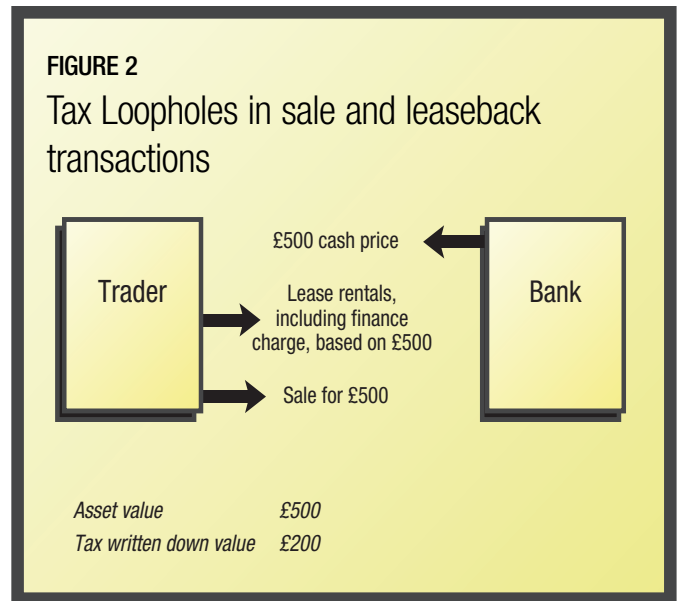 FIGURE 2
Tax Loopholes in sale and leaseback
transactions
£500 cash price
Trader
Bank
Lease rentals,
including finance
charge, based on £500
Sale for £500
Asset value £500
Tax written down value £200